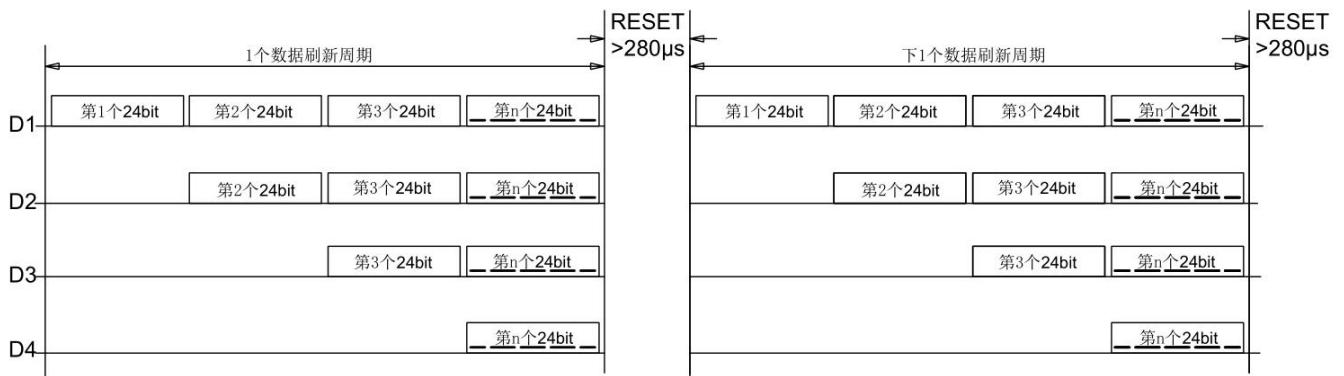 RESET
>280μs
RESET
>280μs
1个数据刷新周期
下1个数据刷新周期
D1
第1个24bit
第2个24bit
第3个24bit
第n个24bit
第1个24bit
第2个24bit
第3个24bit
第n个24bit
D2
第2个24bit
第3个24bit
第n个24bit
第2个24bit
第3个24bit
第n个24bit
D3
第3个24bit
第n个24bit
第3个24bit
第n个24bit
D4
第n个24bit
第n个24bit